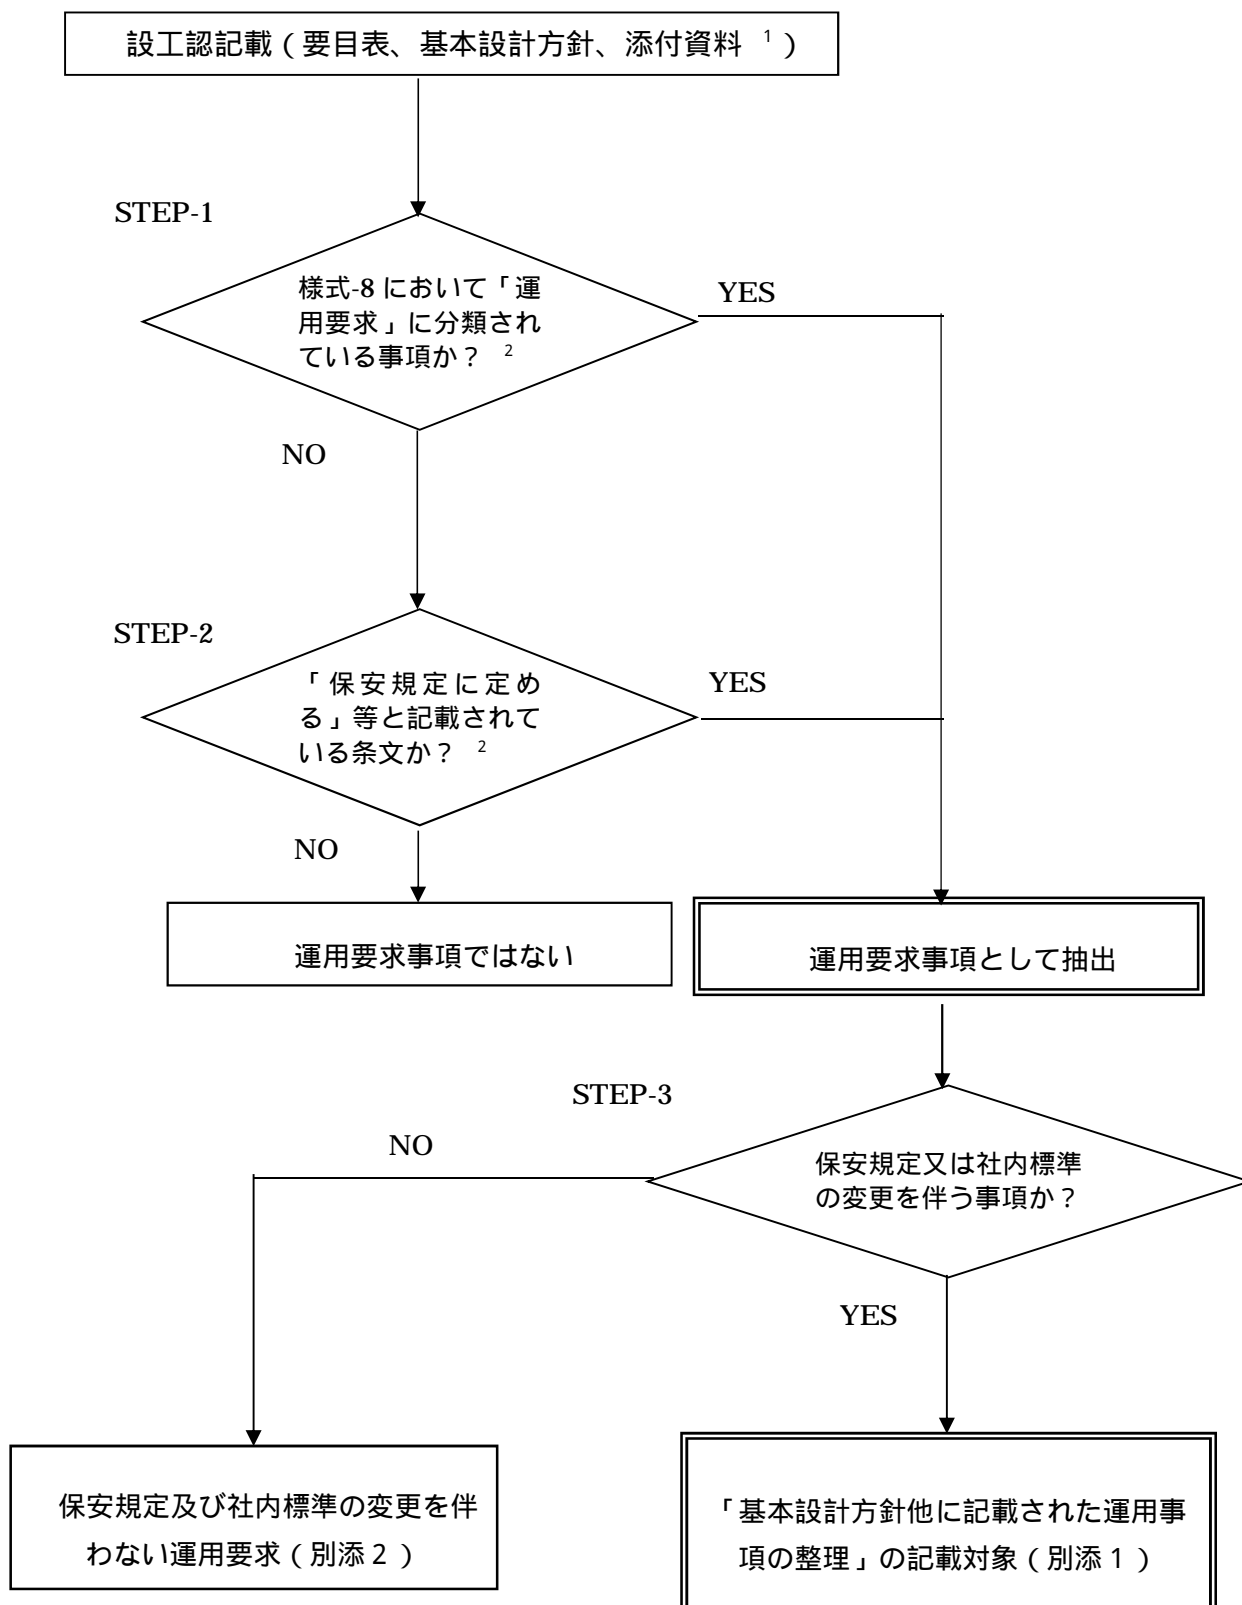 設工認記載（要目表、基本設計方針、添付資料 1）
STEP-1
様式-8 において「運
用要求」に分類され
ている事項か？ 2
YES
NO
STEP-2
「保安規定に定め
る」等と記載されて
いる条文か？ 2
YES
NO
運用要求事項ではない
運用要求事項として抽出
STEP-3
保安規定又は社内標準
の変更を伴う事項か？
NO
YES
保安規定及び社内標準の変更を伴
わない運用要求（別添２）
「基本設計方針他に記載された運用事
項の整理」の記載対象（別添１）